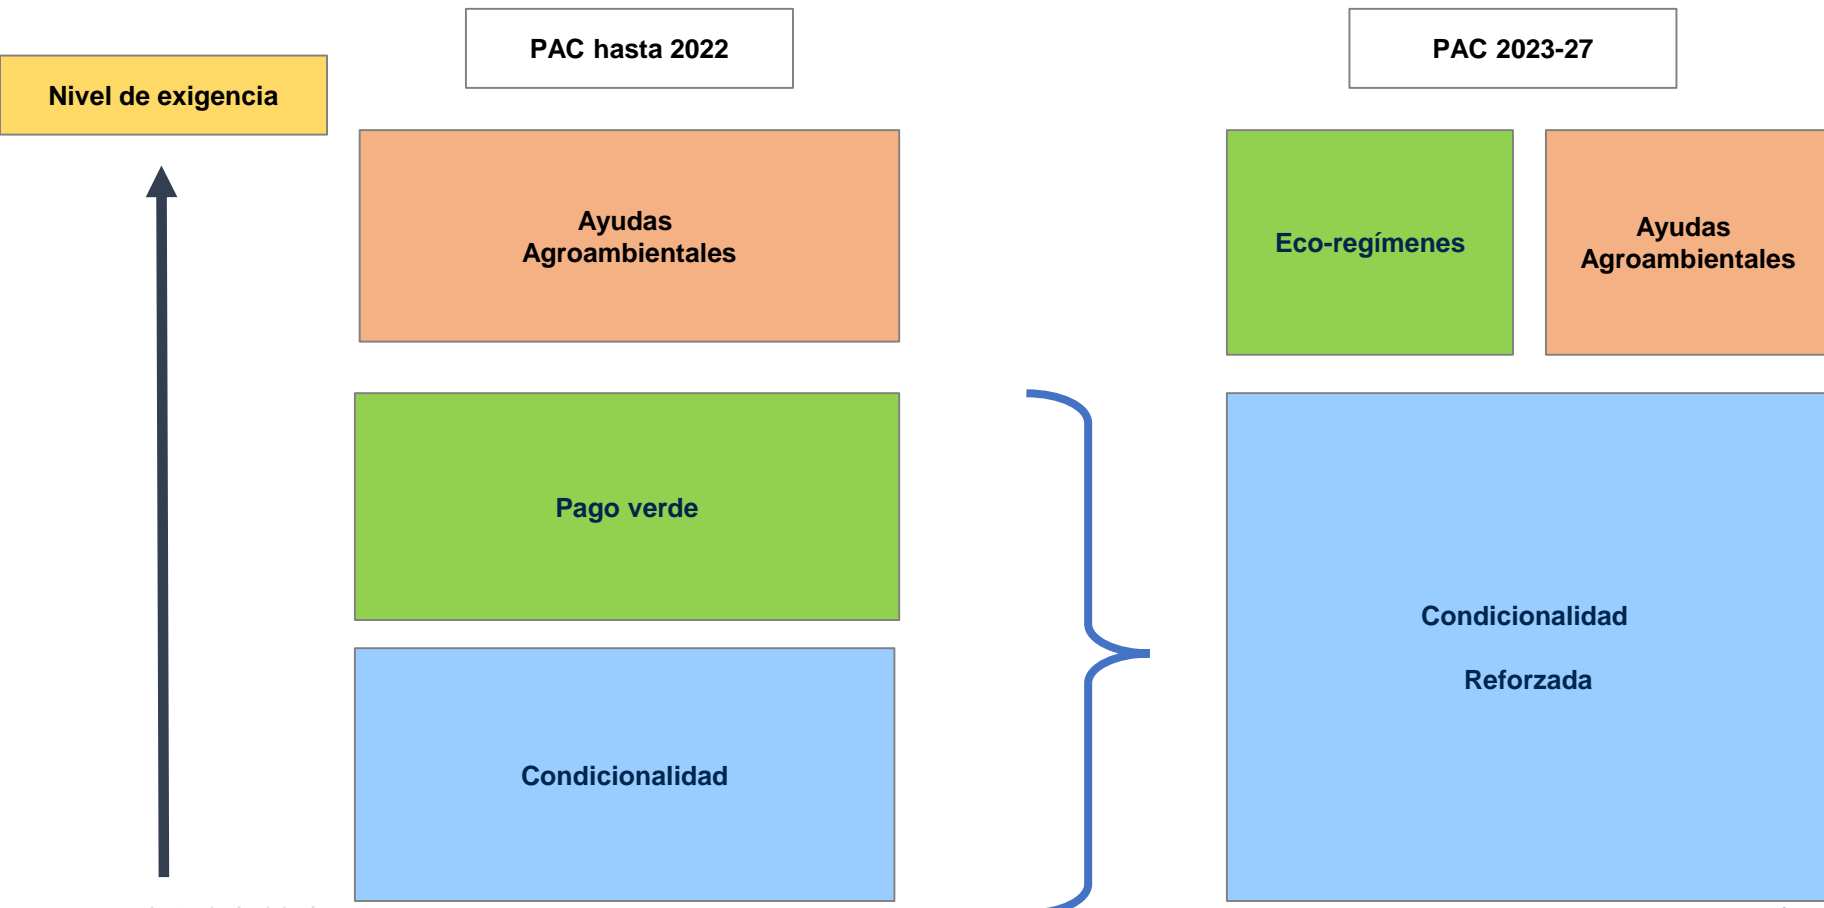 PAC hasta 2022
PAC 2023-27
Nivel de exigencia
Ayudas
Agroambientales
Eco-regímenes
Ayudas
Agroambientales
Pago verde
Condicionalidad
Reforzada
Condicionalidad